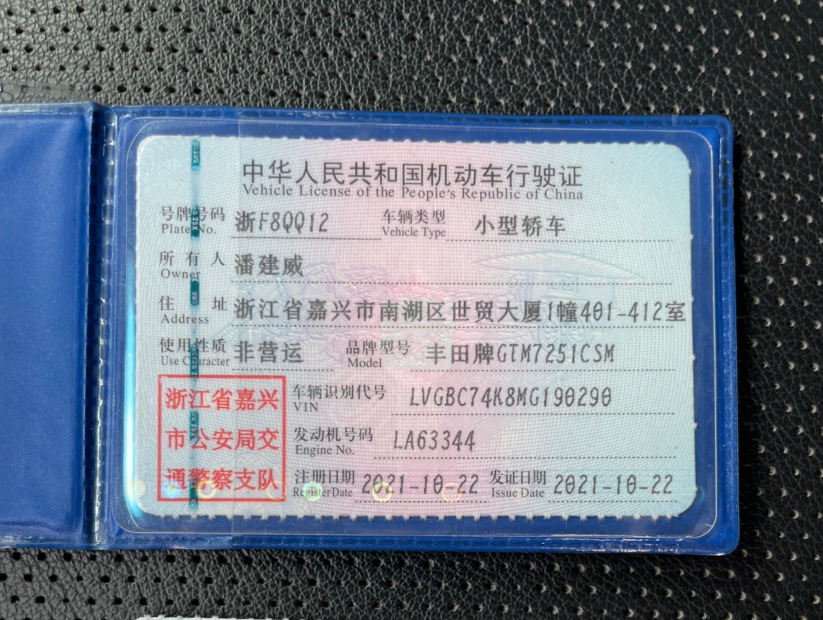 中华人民共和国机动车行驶证
Vehicle License of the People's Republic of China
号牌号码 浙F8QQ12 车辆类型 小型轿车
Plate No. Vehicle Type
所有人 潘建威
Owner
住址 浙江省嘉兴市南湖区世贸大厦1幢401-412室
Address
使用性质 非营运 品牌型号 丰田牌GTM7251CSM
Use Character Model
浙江省嘉兴
市公安局交
通警察支队
车辆识别代号 LVGBC74K8MG190290
VIN
发动机号码 LA63344
Engine No.
注册日期 2021-10-22 发证日期 2021-10-22
Register Date Issue Date